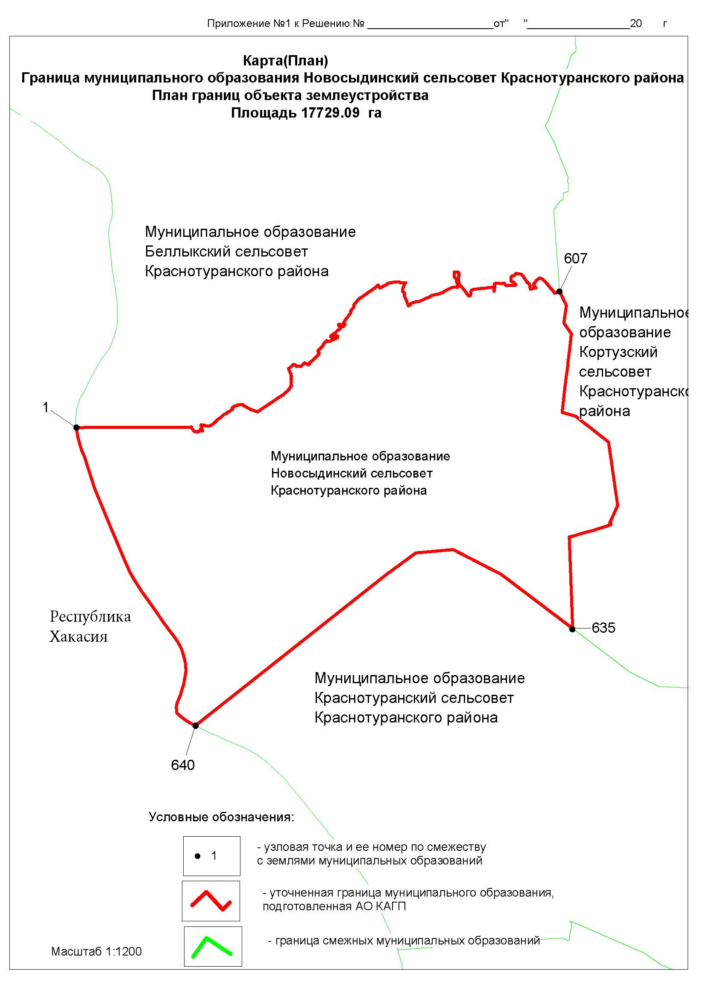 Приложение №1 к Решению № ____________________от" "________________20 г
Карта(План)
Граница муниципального образования Новосыдинский сельсовет Краснотуранского района
План границ объекта землеустройства
Площадь 17729.09 га
Муниципальное образование
Беллыкский сельсовет
Краснотуранского района
607
Муниципальное
образование
Кортузский
сельсовет
Краснотуранско
района
1
Муниципальное образование
Новосыдинский сельсовет
Краснотуранского района
Республика
Хакасия
635
Муниципальное образование
Краснотуранский сельсовет
Краснотуранского района
640
Условные обозначения:
1
- узловая точка и ее номер по смежеству
с землями муниципальных образований
- уточненная граница муниципального образования,
подготовленная АО КАГП
- граница смежных муниципальных образований
Масштаб 1:1200